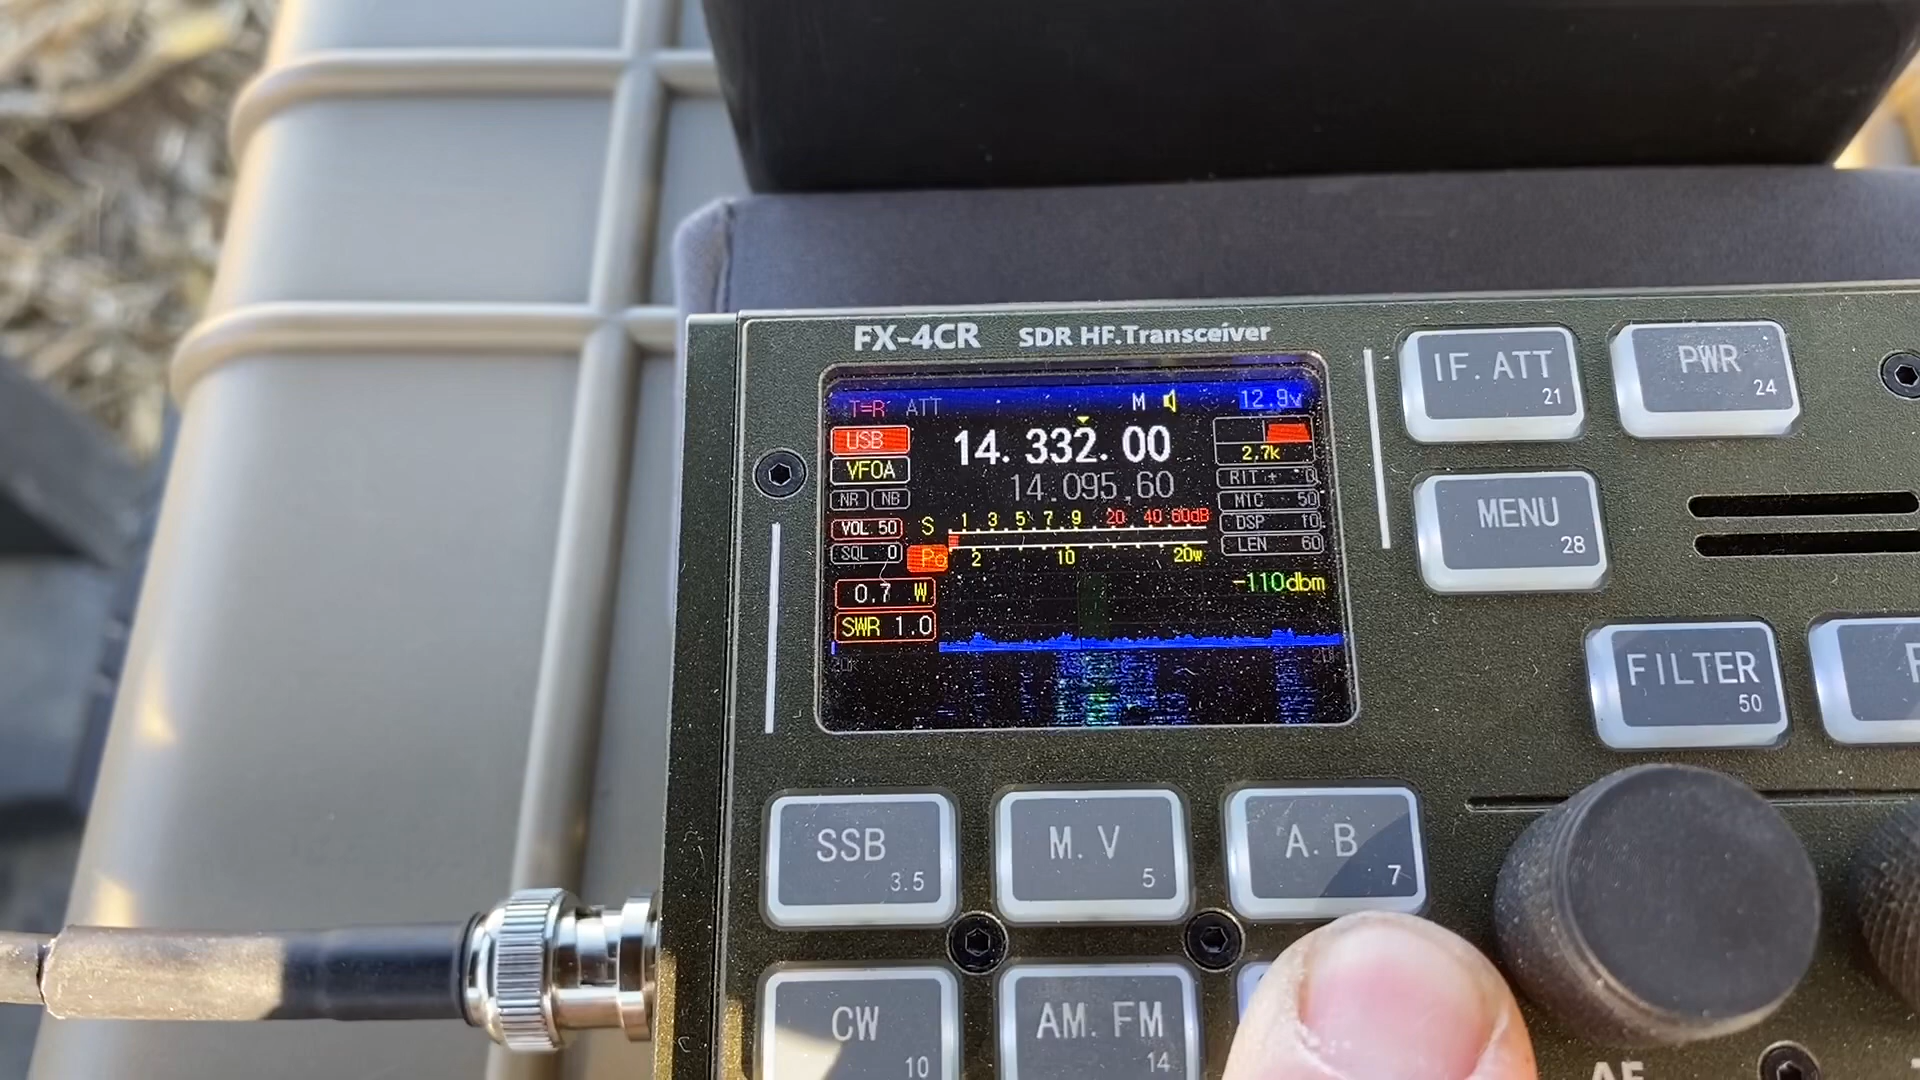 FX-4CR SDR HF.Transceiver
T=R ATT M 12.9v
USB 14.332.00
VFOA 14.095.60 2.7k
NR NB RIT + 0
MIC 50
VOL 50 S 1 3 5 7 9 20 40 60dB DSP 10
SQL 0 Po 2 10 20w LEN 60
0.7 W -110dbm
SWR 1.0
20k
IF.ATT 21
PWR 24
MENU 28
FILTER 50
SSB 3.5
M.V 5
A.B 7
CW 10
AM.FM 14